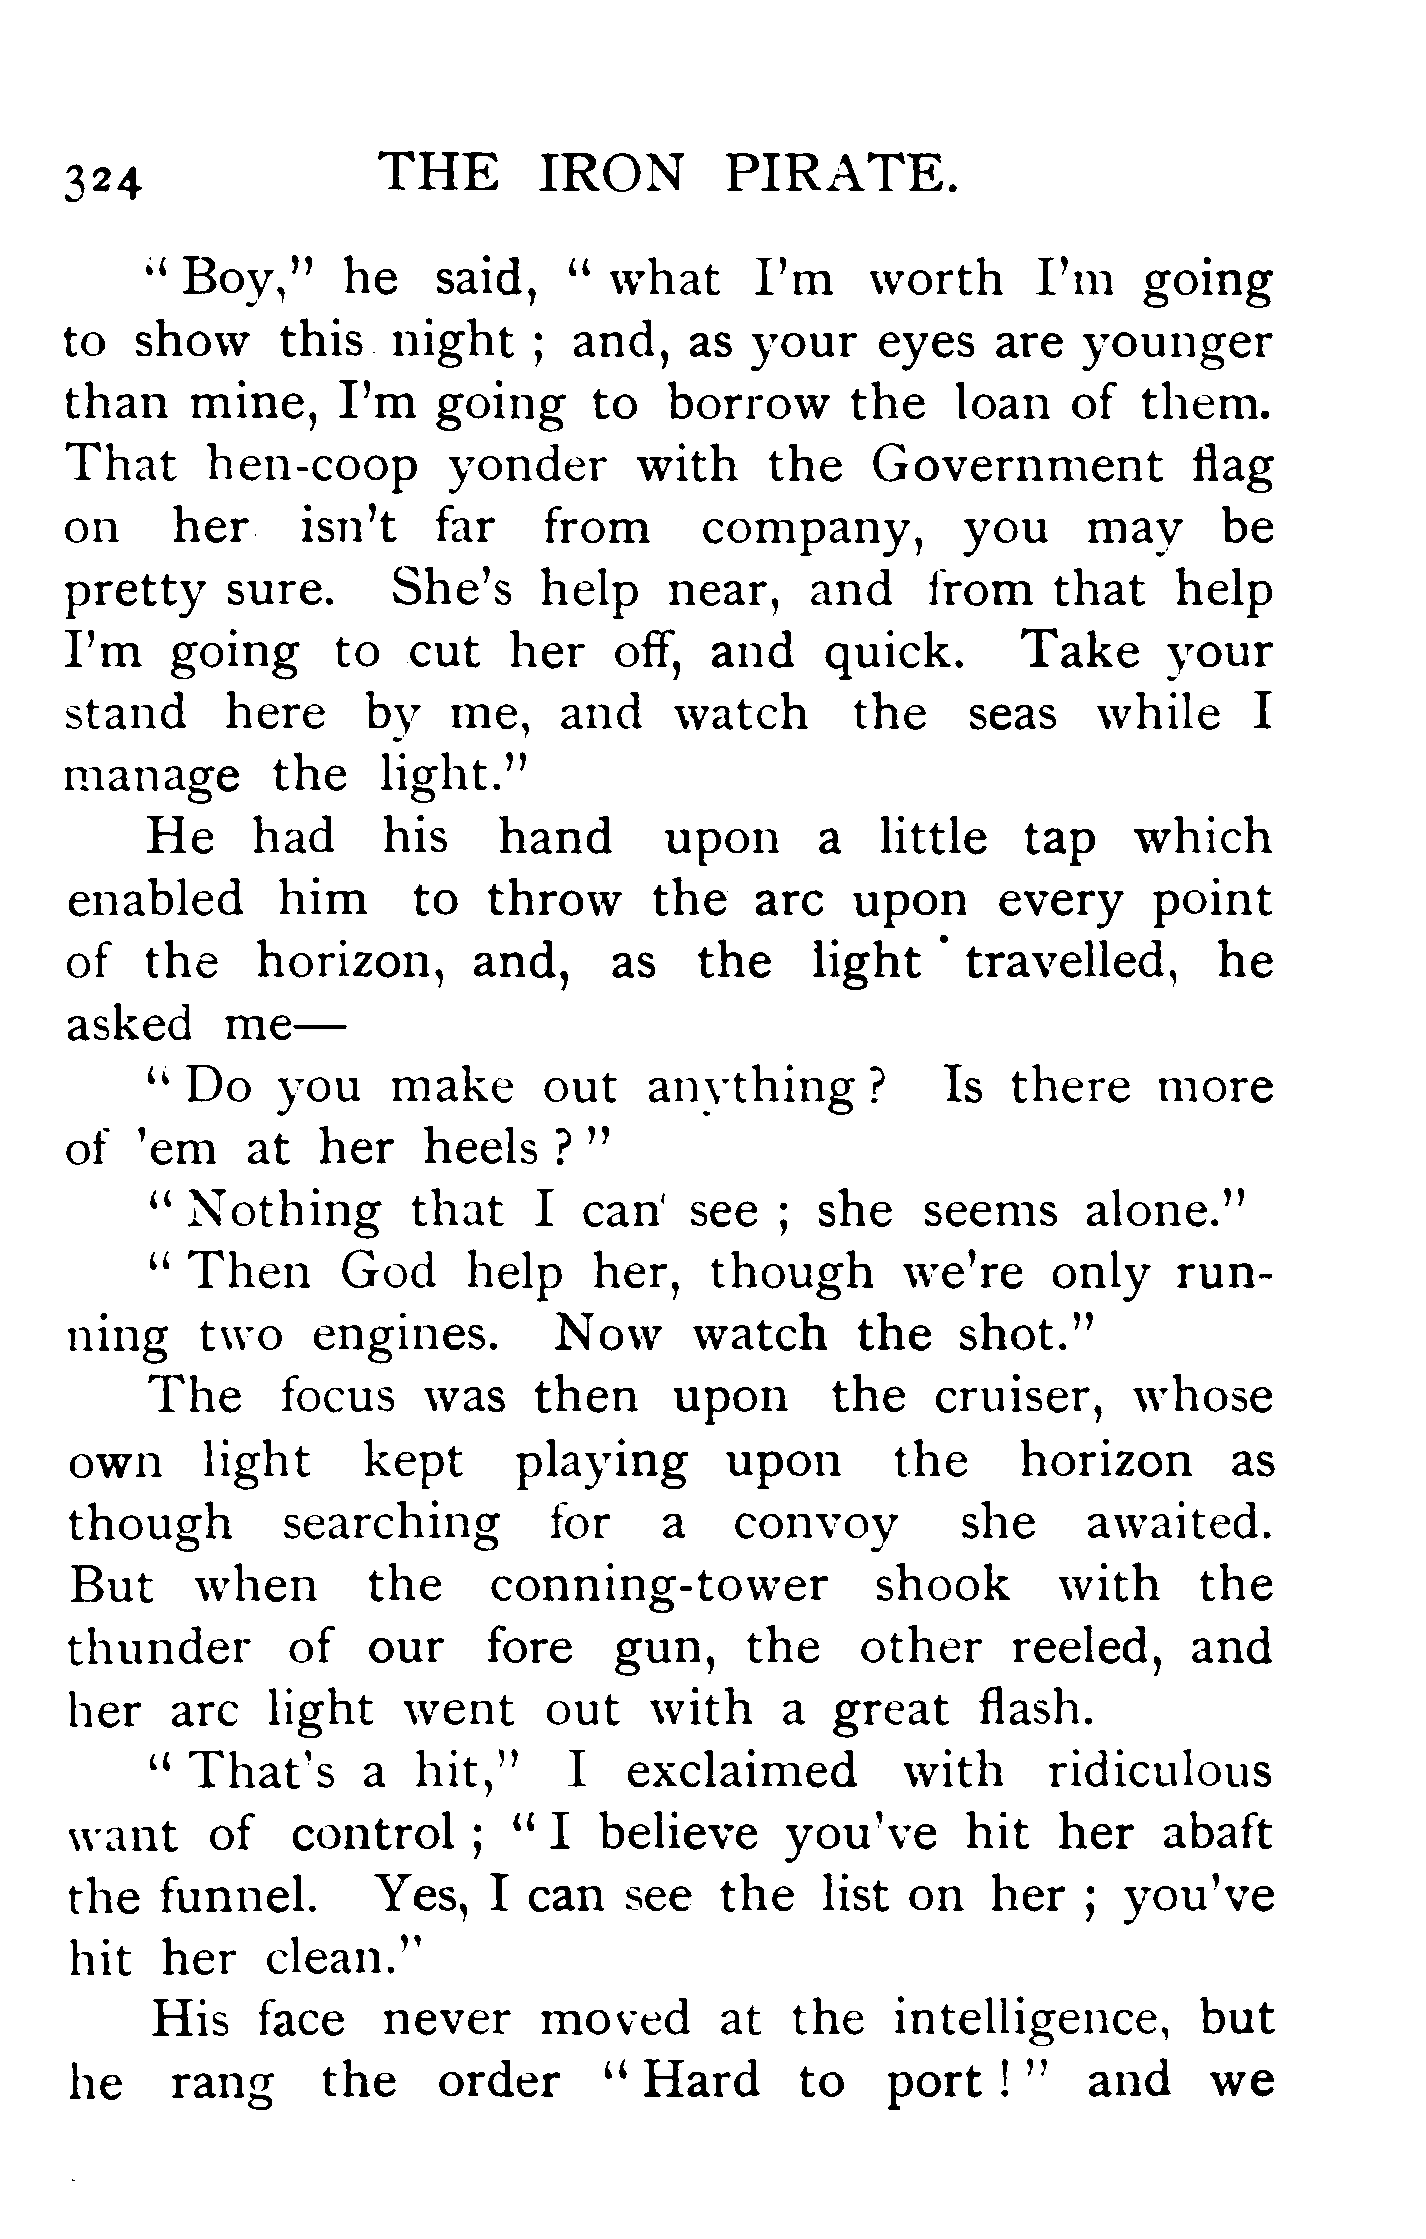 324 THE IRON PIRATE.
“ Boy,” he said, “ what I’m worth I’m going
to show this night ; and, as your eyes are younger
than mine, I’m going to borrow the loan of them.
That hen-coop yonder with the Government flag
on her isn’t far from company, you may be
pretty sure. She’s help near, and from that help
I’m going to cut her off, and quick. Take your
stand here by me, and watch the seas while I
manage the light.”
He had his hand upon a little tap which
enabled him to throw the arc upon every point
of the horizon, and, as the light travelled, he
asked me—
“ Do you make out anything ? Is there more
of ’em at her heels ? ”
“ Nothing that I can see ; she seems alone.”
“ Then God help her, though we’re only run-
ning two engines. Now watch the shot.”
The focus was then upon the cruiser, whose
own light kept playing upon the horizon as
though searching for a convoy she awaited.
But when the conning-tower shook with the
thunder of our fore gun, the other reeled, and
her arc light went out with a great flash.
“ That’s a hit,” I exclaimed with ridiculous
want of control ; “ I believe you’ve hit her abaft
the funnel. Yes, I can see the list on her ; you’ve
hit her clean.”
His face never moved at the intelligence, but
he rang the order “ Hard to port ! ” and we